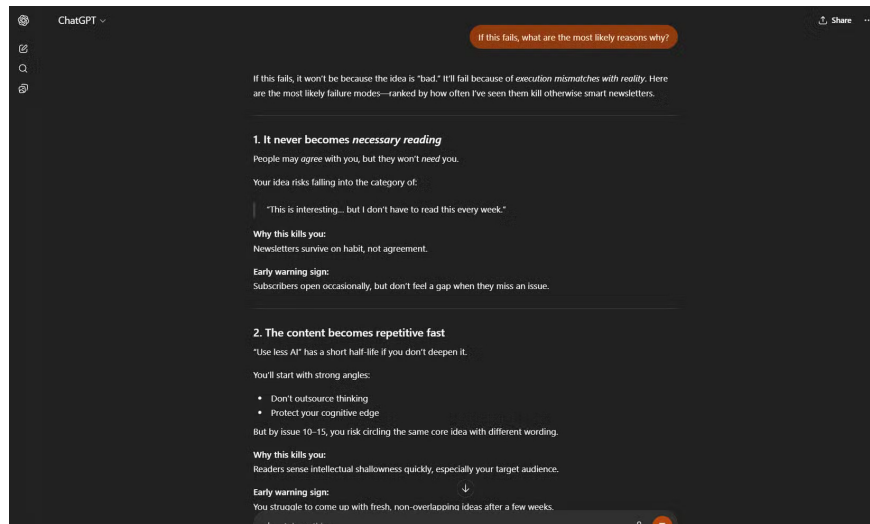 ChatGPT
Share
If this fails, what are the most likely reasons why?
If this fails, it won't be because the idea is "bad." It'll fail because of execution mismatches with reality. Here
are the most likely failure modes—ranked by how often I've seen them kill otherwise smart newsletters.
1. It never becomes necessary reading
People may agree with you, but they won't need you.
Your idea risks falling into the category of:
"This is interesting... but I don't have to read this every week."
Why this kills you:
Newsletters survive on habit, not agreement.
Early warning sign:
Subscribers open occasionally, but don't feel a gap when they miss an issue.
2. The content becomes repetitive fast
"Use less AI" has a short half-life if you don't deepen it.
You'll start with strong angles:
• Don't outsource thinking
• Protect your cognitive edge
But by issue 10–15, you risk circling the same core idea with different wording.
Why this kills you:
Readers sense intellectual shallowness quickly, especially your target audience.
Early warning sign:
You struggle to come up with fresh, non-overlapping ideas after a few weeks.